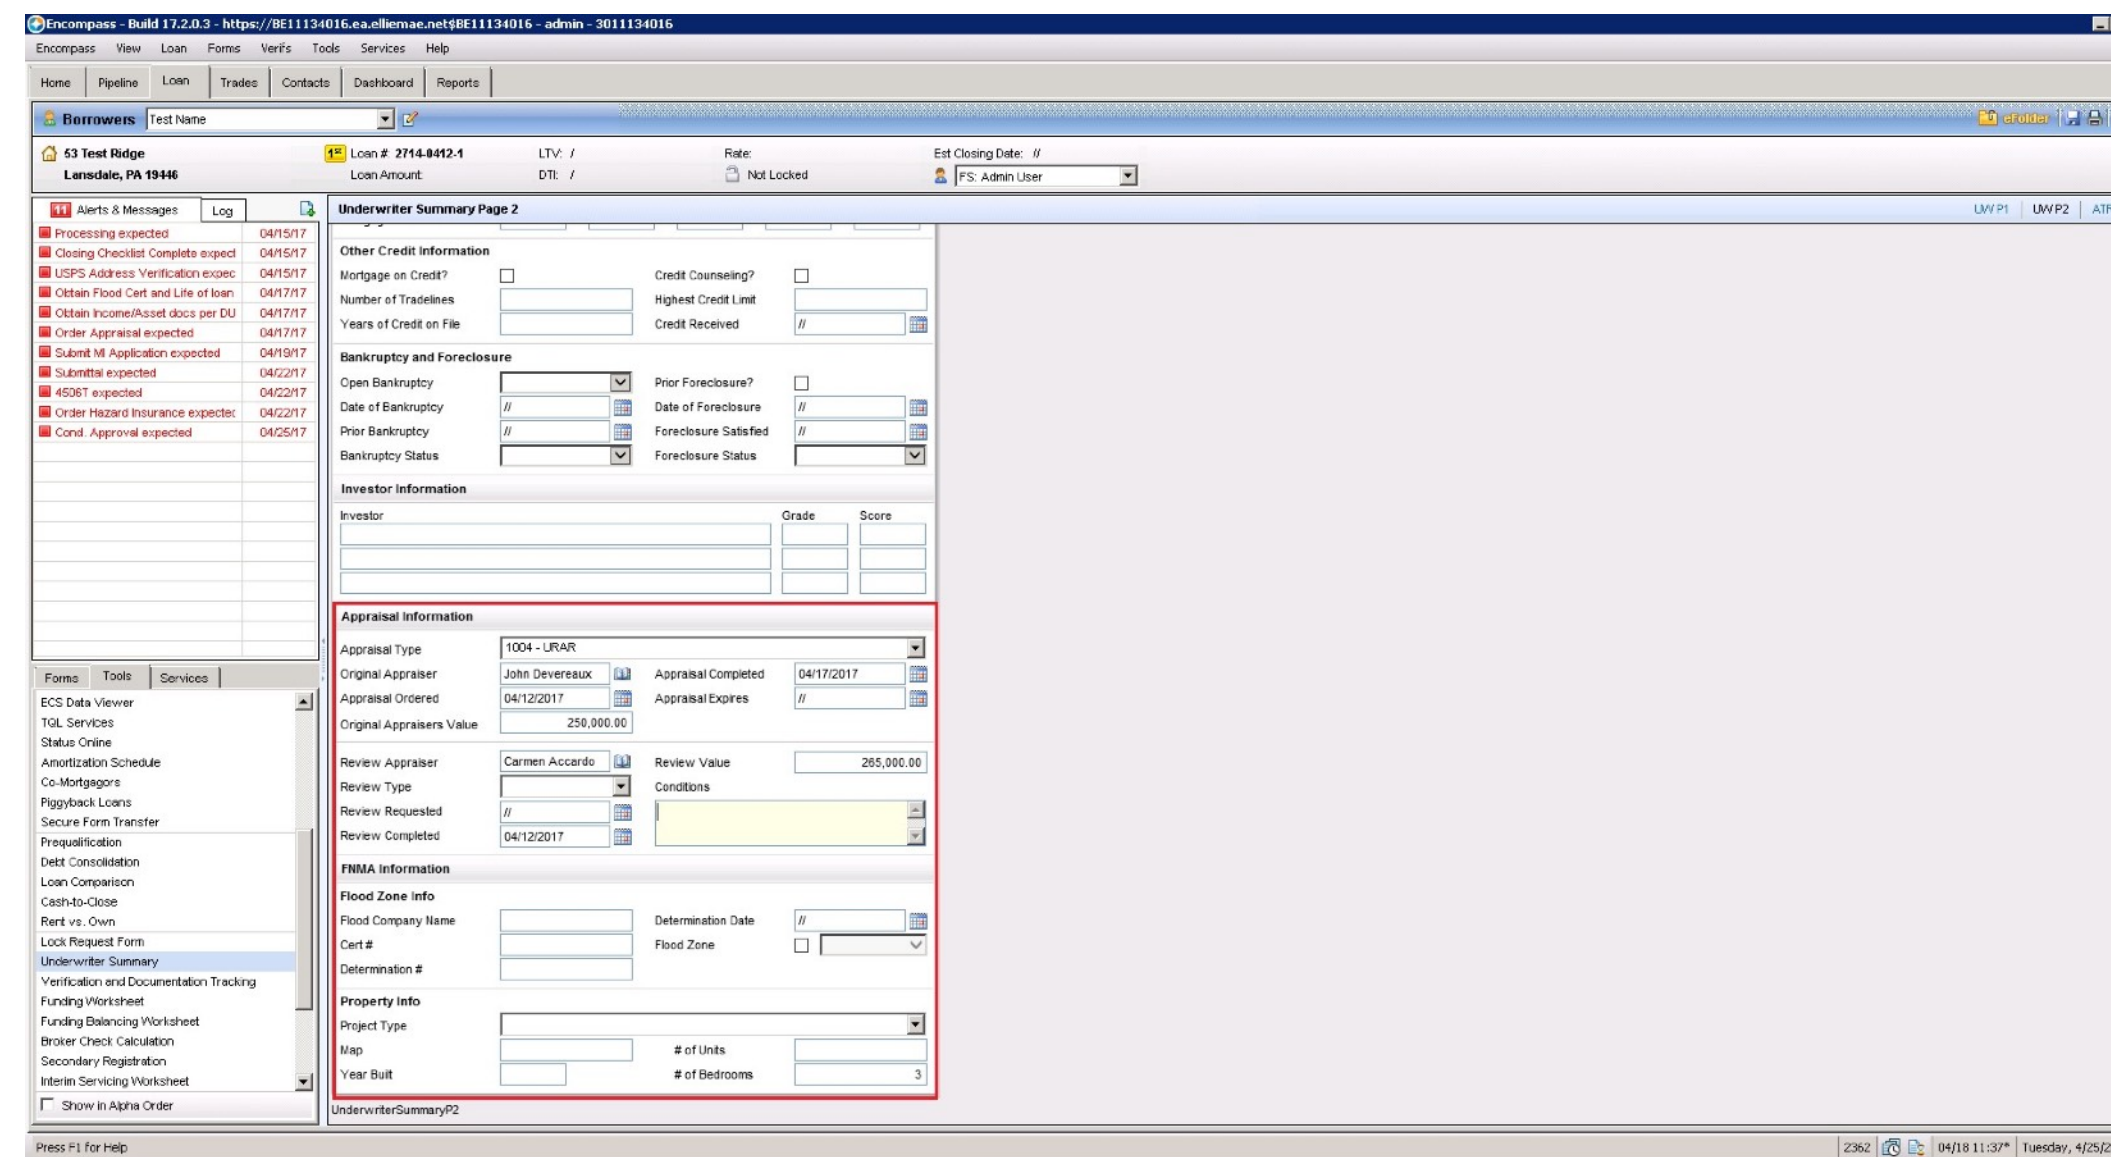 Encompass - Build 17.2.0.3 - https://BE11134016.ea.elliemae.net$BE11134016 - admin - 3011134016
Encompass View Loan Forms Verifs Tools Services Help
Home Pipeline Loan Trades Contacts Dashboard Reports
Borrowers Test Name eFolder
53 Test Ridge 1st Loan #: 2714-0412-1 LTV: / Rate: Est Closing Date: //
Lansdale, PA 19446 Loan Amount: DTI: / Not Locked FS: Admin User
11 Alerts & Messages Log
Processing expected 04/15/17
Closing Checklist Complete expect 04/15/17
USPS Address Verification expec 04/15/17
Obtain Flood Cert and Life of loan 04/17/17
Obtain Income/Asset docs per DU 04/17/17
Order Appraisal expected 04/17/17
Submit MI Application expected 04/19/17
Submittal expected 04/22/17
4506T expected 04/22/17
Order Hazard Insurance expected 04/22/17
Cond. Approval expected 04/25/17
Forms Tools Services
ECS Data Viewer
TQL Services
Status Online
Amortization Schedule
Co-Mortgagors
Piggyback Loans
Secure Form Transfer
Prequalification
Debt Consolidation
Loan Comparison
Cash-to-Close
Rent vs. Own
Lock Request Form
Underwriter Summary
Verification and Documentation Tracking
Funding Worksheet
Funding Balancing Worksheet
Broker Check Calculation
Secondary Registration
Interim Servicing Worksheet
Show in Alpha Order
Underwriter Summary Page 2 UW P1 UW P2 ATR
Other Credit Information
Mortgage on Credit? Credit Counseling?
Number of Tradelines Highest Credit Limit
Years of Credit on File Credit Received //
Bankruptcy and Foreclosure
Open Bankruptcy Prior Foreclosure?
Date of Bankruptcy // Date of Foreclosure //
Prior Bankruptcy // Foreclosure Satisfied //
Bankruptcy Status Foreclosure Status
Investor Information
Investor Grade Score
Appraisal Information
Appraisal Type 1004 - URAR
Original Appraiser John Devereaux Appraisal Completed 04/17/2017
Appraisal Ordered 04/12/2017 Appraisal Expires //
Original Appraisers Value 250,000.00
Review Appraiser Carmen Accardo Review Value 265,000.00
Review Type Conditions
Review Requested //
Review Completed 04/12/2017
FNMA Information
Flood Zone Info
Flood Company Name Determination Date //
Cert # Flood Zone
Determination #
Property Info
Project Type
Map # of Units
Year Built # of Bedrooms 3
UnderwriterSummaryP2
Press F1 for Help 2362 04/18 11:37* Tuesday, 4/25/2